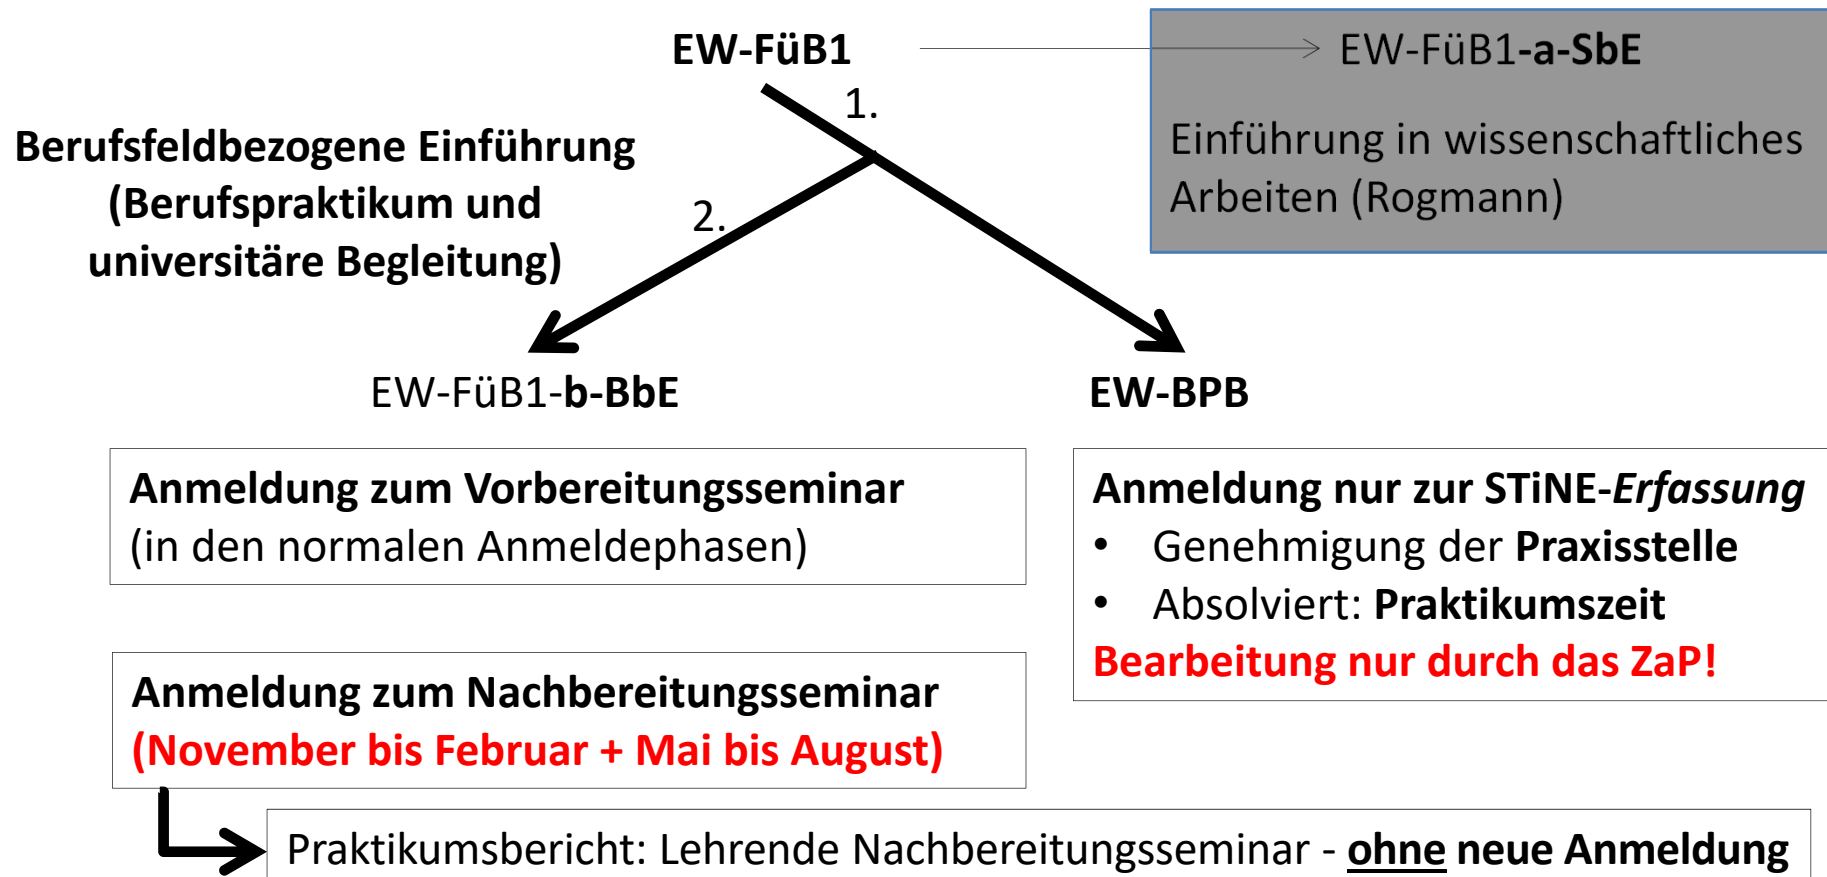 EW-FüB1
EW-FüB1-a-SbE
Einführung in wissenschaftliches
Arbeiten (Rogmann)
1.
Berufsfeldbezogene Einführung
(Berufspraktikum und
universitäre Begleitung)
2.
EW-FüB1-b-BbE
EW-BPB
Anmeldung zum Vorbereitungsseminar
(in den normalen Anmeldephasen)
Anmeldung nur zur STiNE-Erfassung
• Genehmigung der Praxisstelle
• Absolviert: Praktikumszeit
Bearbeitung nur durch das ZaP!
Anmeldung zum Nachbereitungsseminar
(November bis Februar + Mai bis August)
Praktikumsbericht: Lehrende Nachbereitungsseminar - ohne neue Anmeldung